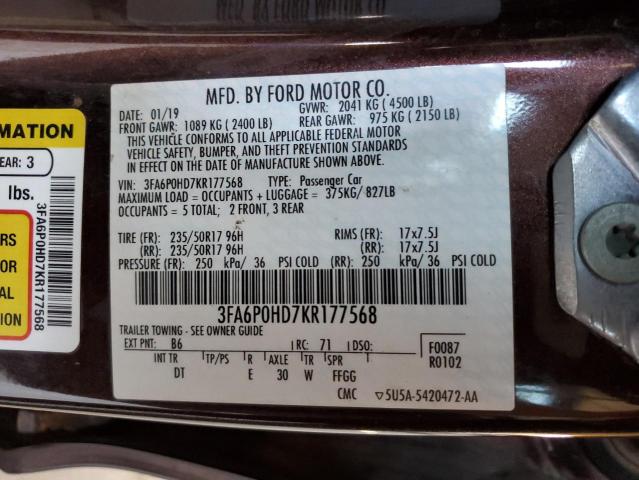 MFD. BY FORD MOTOR CO.
DATE: 01/19 GVWR: 2041 KG ( 4500 LB)
FRONT GAWR: 1089 KG ( 2400 LB) REAR GAWR: 975 KG ( 2150 LB)
THIS VEHICLE CONFORMS TO ALL APPLICABLE FEDERAL MOTOR
VEHICLE SAFETY, BUMPER, AND THEFT PREVENTION STANDARDS
IN EFFECT ON THE DATE OF MANUFACTURE SHOWN ABOVE.
VIN: 3FA6P0HD7KR177568 TYPE: Passenger Car
MAXIMUM LOAD = OCCUPANTS + LUGGAGE = 375KG/ 827LB
OCCUPANTS = 5 TOTAL; 2 FRONT, 3 REAR
TIRE (FR): 235/50R17 96H RIMS (FR): 17x7.5J
(RR): 235/50R17 96H (RR): 17x7.5J
PRESSURE (FR): 250 kPa/ 36 PSI COLD (RR): 250 kPa/ 36 PSI COLD
3FA6P0HD7KR177568
TRAILER TOWING - SEE OWNER GUIDE
EXT PNT: B6 RC: 71 DSO: F0087
R0102
INT TR TP/PS R AXLE TR SPR
DT E 30 W FFGG
CMC ▽5U5A-5420472-AA
RMATION
EAR: 3
lbs.
RS
OR
AL
TION
3FA6P0HD7KR177568